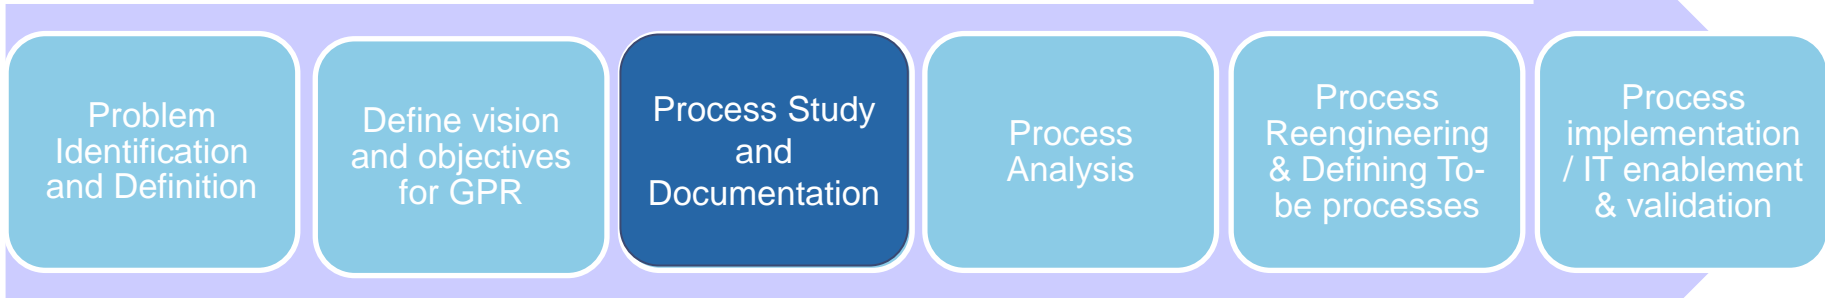 Problem
Identification
and Definition
Define vision
and objectives
for GPR
Process Study
and
Documentation
Process
Analysis
Process
Reengineering
& Defining To-
be processes
Process
implementation
/ IT enablement
& validation